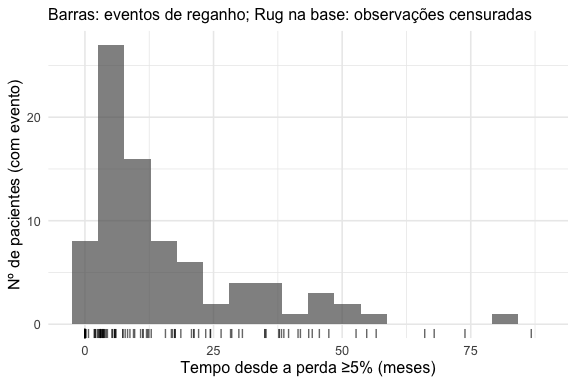 Barras: eventos de reganho; Rug na base: observações censuradas
Nº de pacientes (com evento)
20
10
0
0
25
50
75
Tempo desde a perda ≥5% (meses)